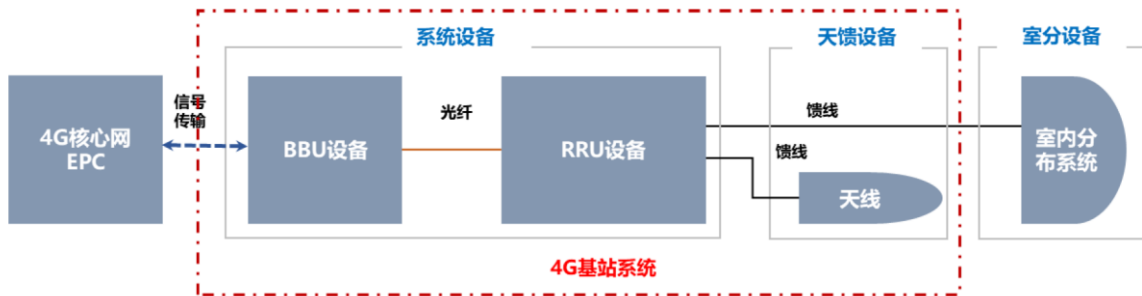 系统设备
天馈设备
室分设备
4G核心网
EPC
信号
传输
BBU设备
光纤
RRU设备
馈线
馈线
天线
室内分
布系统
4G基站系统